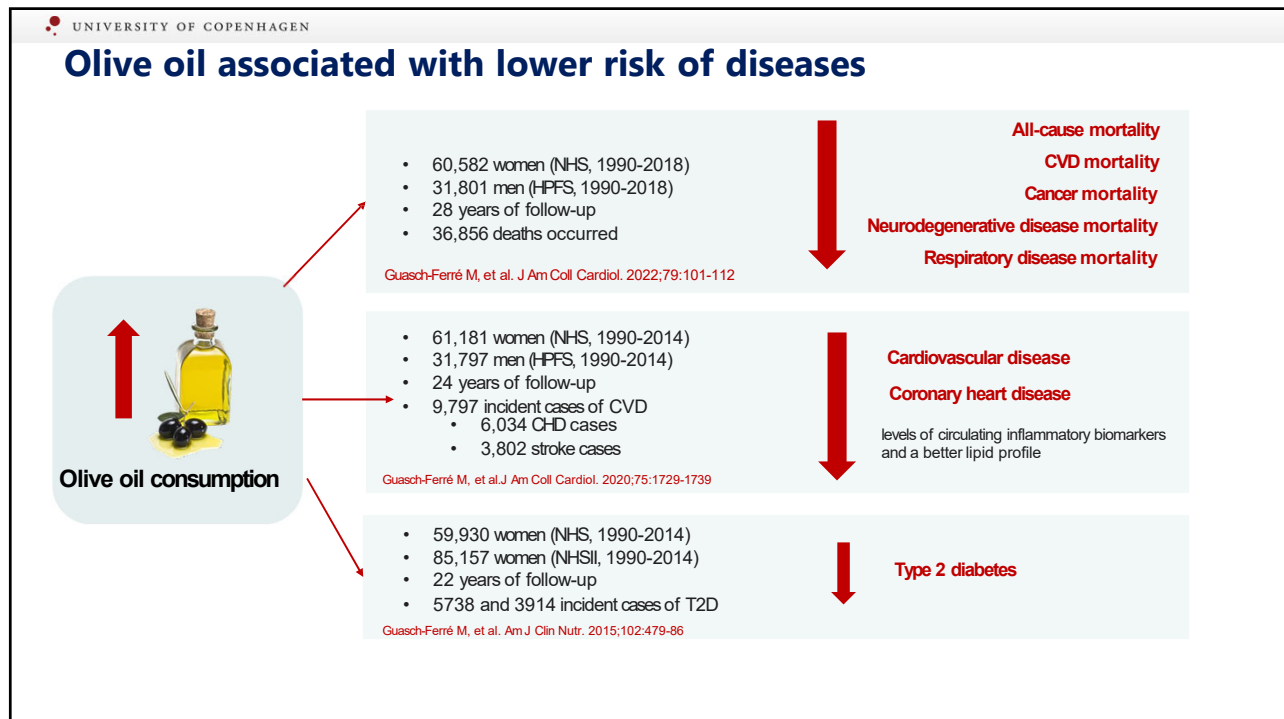 UNIVERSITY OF COPENHAGEN
Olive oil associated with lower risk of diseases
• 60,582 women (NHS, 1990-2018)
• 31,801 men (HPFS, 1990-2018)
• 28 years of follow-up
• 36,856 deaths occurred
Guasch-Ferré M, et al. J Am Coll Cardiol. 2022;79:101-112
All-cause mortality
CVD mortality
Cancer mortality
Neurodegenerative disease mortality
Respiratory disease mortality
Olive oil consumption
• 61,181 women (NHS, 1990-2014)
• 31,797 men (HPFS, 1990-2014)
• 24 years of follow-up
• 9,797 incident cases of CVD
• 6,034 CHD cases
• 3,802 stroke cases
Guasch-Ferré M, et al.J Am Coll Cardiol. 2020;75:1729-1739
Cardiovascular disease
Coronary heart disease
levels of circulating inflammatory biomarkers
and a better lipid profile
• 59,930 women (NHS, 1990-2014)
• 85,157 women (NHSII, 1990-2014)
• 22 years of follow-up
• 5738 and 3914 incident cases of T2D
Guasch-Ferré M, et al. Am J Clin Nutr. 2015;102:479-86
Type 2 diabetes